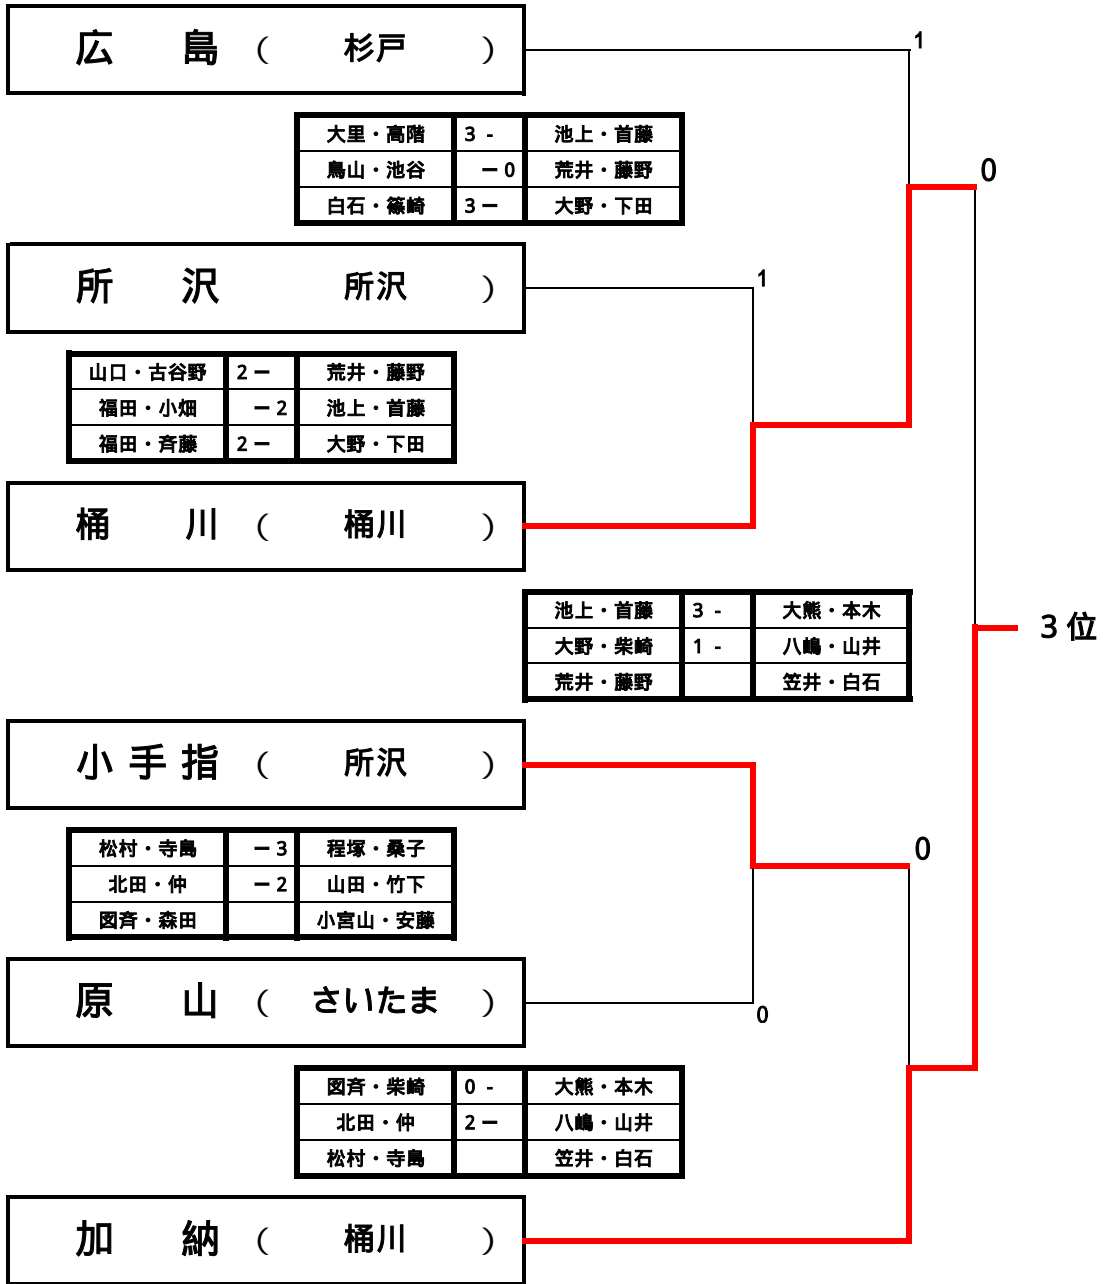 広 島 （ 杉戸 ）
1
大里・高階 3 - 池上・首藤
0
鳥山・池谷 － 0 荒井・藤野
白石・篠崎 3 － 大野・下田
所 沢 所沢 ）
1
山口・古谷野 2 － 荒井・藤野
福田・小畑 － 2 池上・首藤
福田・斉藤 2 － 大野・下田
桶 川 （ 桶川 ）
池上・首藤 3 - 大熊・本木
3 位
大野・柴崎 1 - 八嶋・山井
荒井・藤野 笠井・白石
小 手 指 （ 所沢 ）
松村・寺島 － 3 程塚・桑子
0
北田・仲 － 2 山田・竹下
図斉・森田 小宮山・安藤
原 山 （ さいたま ）
0
図斉・柴崎 0 - 大熊・本木
北田・仲 2 － 八嶋・山井
松村・寺島 笠井・白石
加 納 （ 桶川 ）